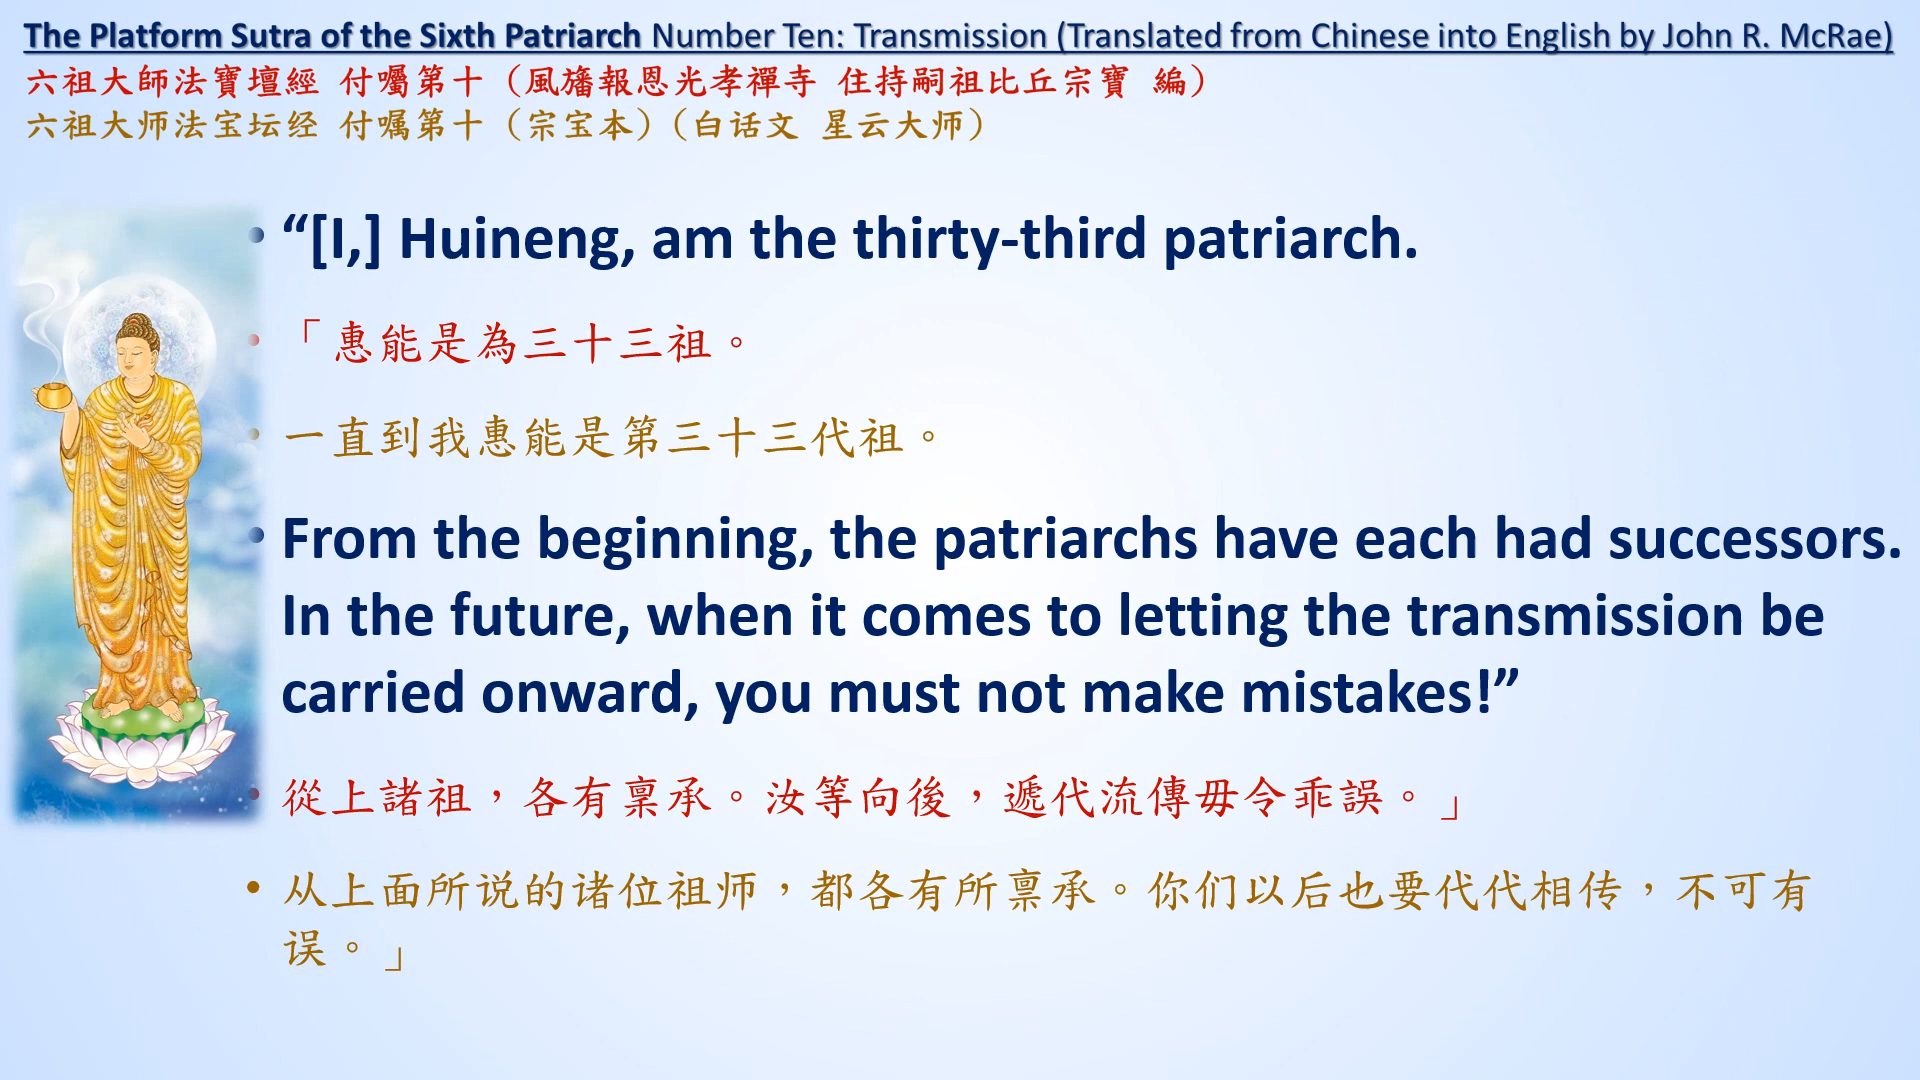 The Platform Sutra of the Sixth Patriarch Number Ten: Transmission (Translated from Chinese into English by John R. McRae)
六祖大師法寶壇經 付囑第十（風旛報恩光孝禪寺 住持嗣祖比丘宗寶 編）
六祖大师法宝坛经 付嘱第十（宗宝本）（白话文 星云大师）
• “[I,] Huineng, am the thirty-third patriarch.
• 「惠能是為三十三祖。
• 一直到我惠能是第三十三代祖。
• From the beginning, the patriarchs have each had successors.
In the future, when it comes to letting the transmission be
carried onward, you must not make mistakes!”
• 從上諸祖，各有稟承。汝等向後，遞代流傳毋令乖誤。」
• 从上面所说的诸位祖师，都各有所禀承。你们以后也要代代相传，不可有
误。」